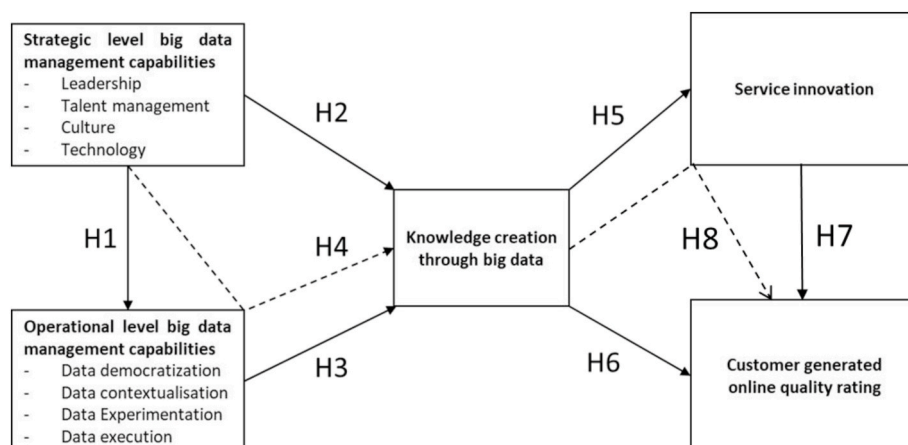 Strategic level big data
management capabilities
- Leadership
- Talent management
- Culture
- Technology
H1
Operational level big data
management capabilities
- Data democratization
- Data contextualisation
- Data Experimentation
- Data execution
H2
H4
H3
Knowledge creation
through big data
H5
H6
Service innovation
H8
H7
Customer generated
online quality rating